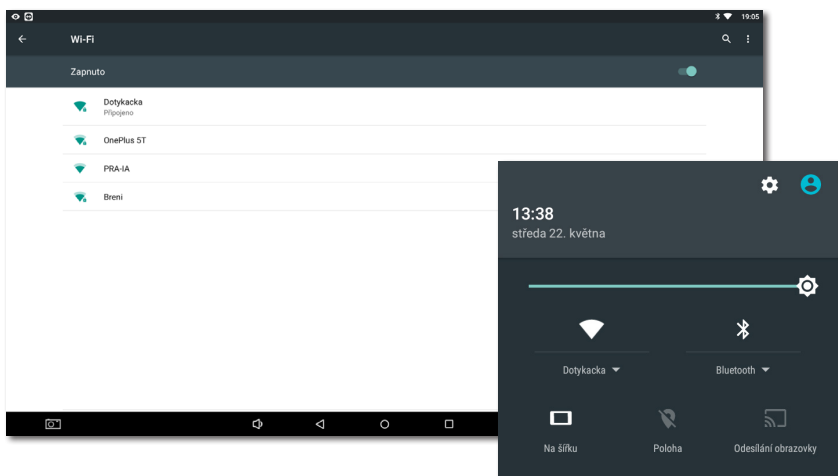 19:05
Wi-Fi
Zapnuto
Dotykacka
Připojeno
OnePlus 5T
PRA-IA
Breni
13:38
středa 22. května
Dotykacka
Bluetooth
Na šířku
Poloha
Odesílání obrazovky